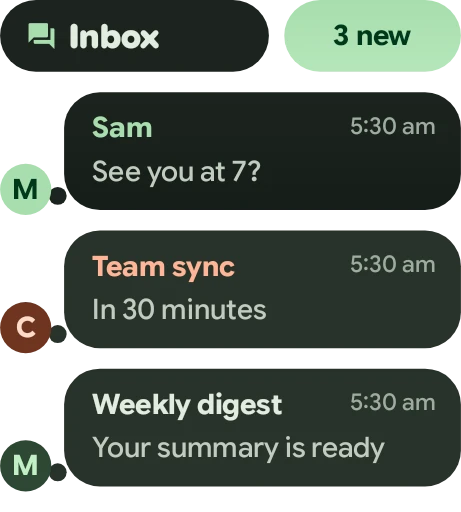 Inbox
3 new
Sam
5:30 am
See you at 7?
M
Team sync
5:30 am
In 30 minutes
C
Weekly digest
5:30 am
Your summary is ready
M